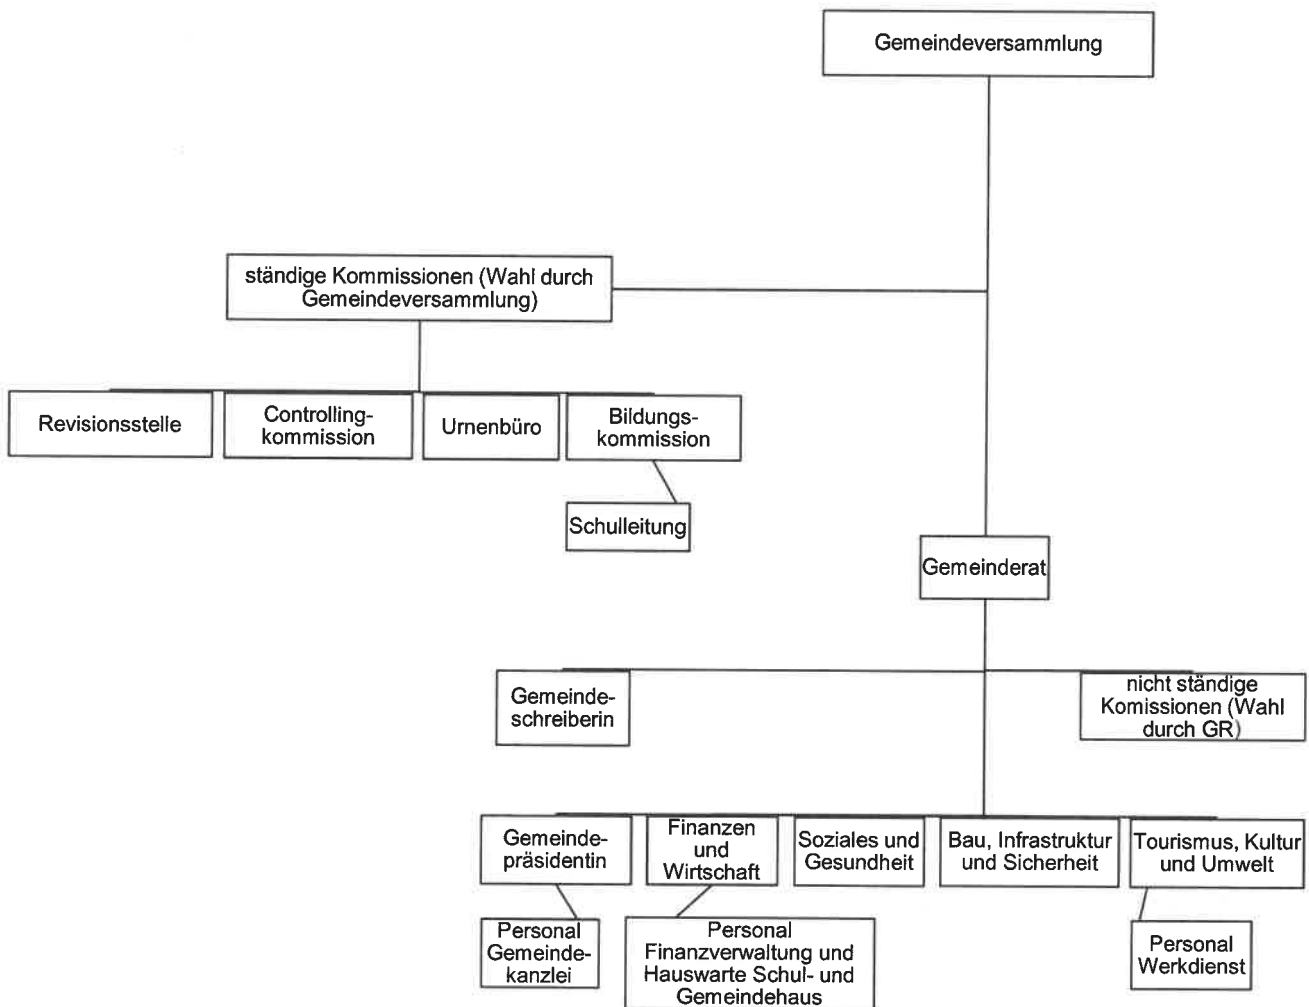 Gemeindeversammlung
ständige Kommissionen (Wahl durch
Gemeindeversammlung)
Revisionsstelle
Controlling-
kommission
Urnenbüro
Bildungs-
kommission
Schulleitung
Gemeinderat
Gemeinde-
schreiberin
nicht ständige
Komissionen (Wahl
durch GR)
Gemeinde-
präsidentin
Finanzen
und
Wirtschaft
Soziales und
Gesundheit
Bau, Infrastruktur
und Sicherheit
Tourismus, Kultur
und Umwelt
Personal
Gemeinde-
kanzlei
Personal
Finanzverwaltung und
Hauswarte Schul- und
Gemeindehaus
Personal
Werkdienst